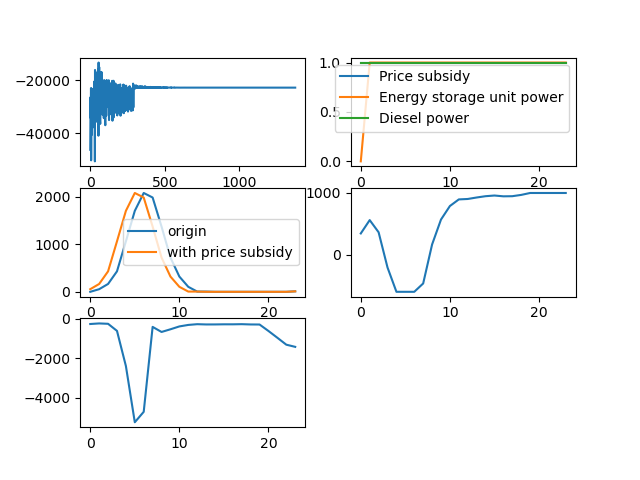 −20000
−40000
0 500 1000
1.0
0.5
0.0
Price subsidy
Energy storage unit power
Diesel power
0 10 20
2000
1000
0
origin
with price subsidy
0 10 20
1000
0
0 10 20
0
−2000
−4000
0 10 20